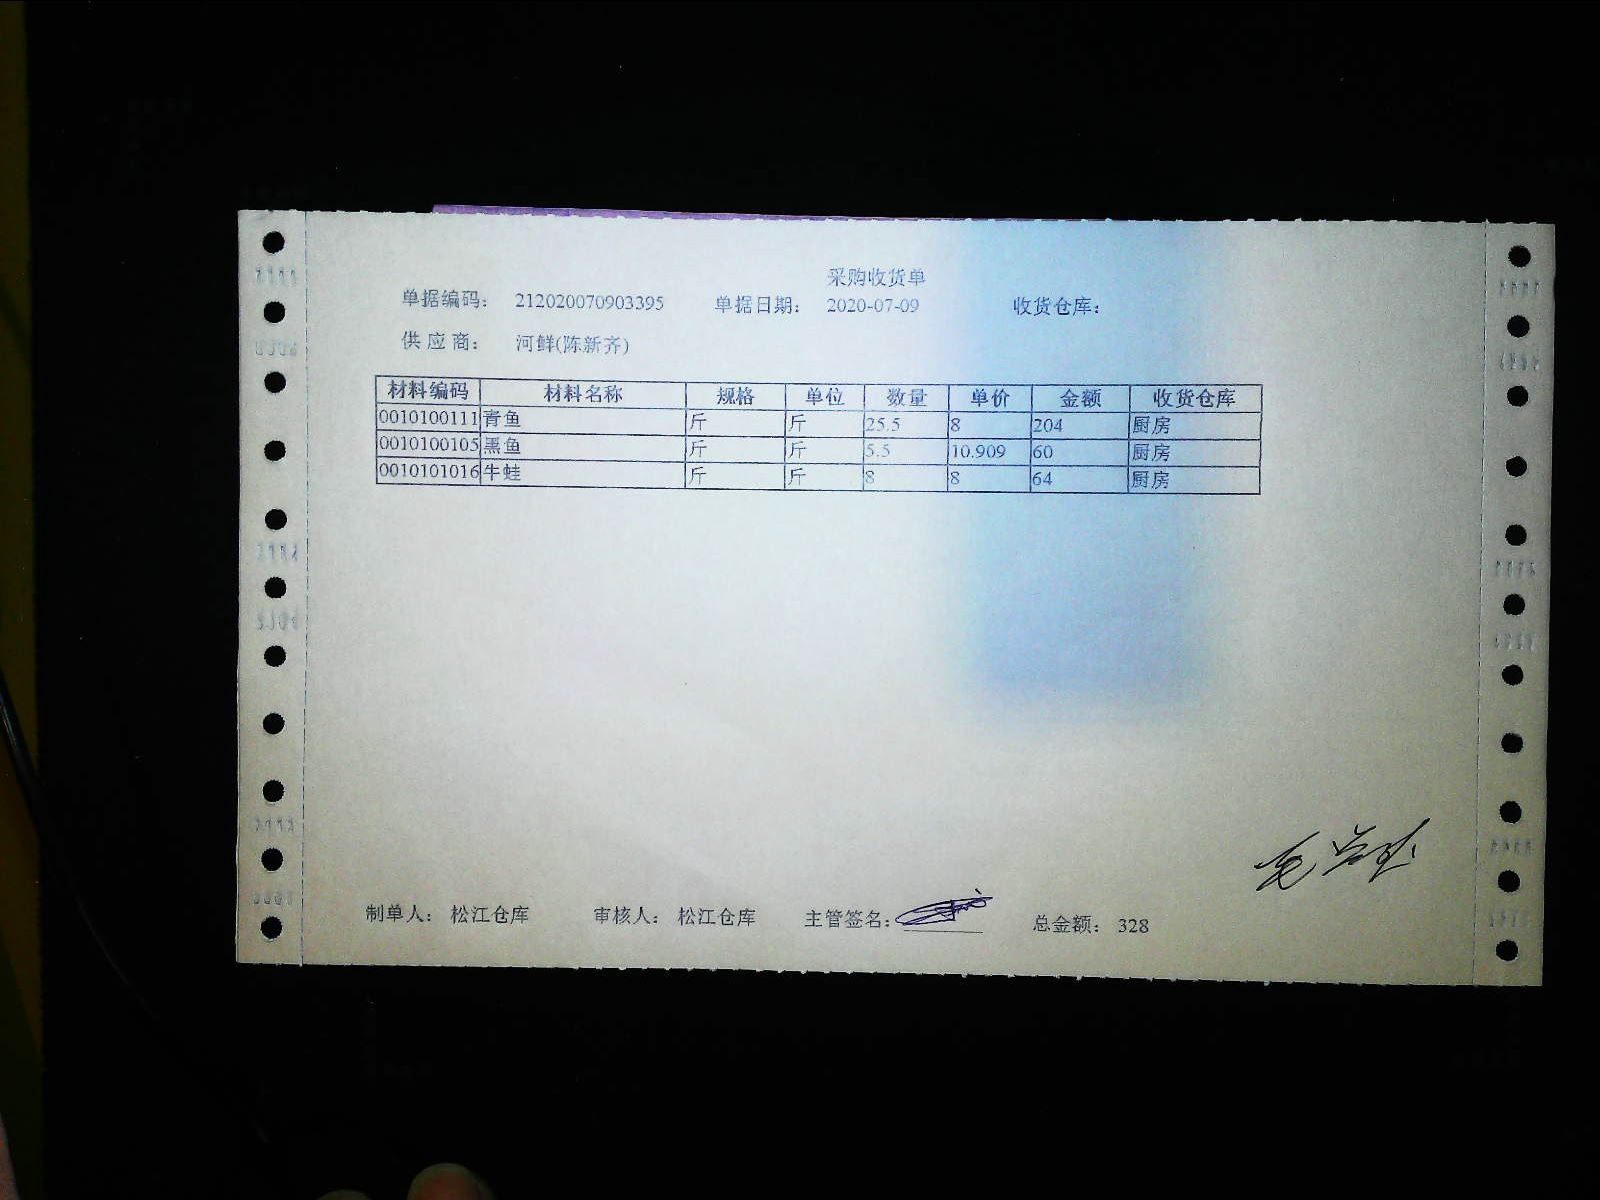 采购收货单
单据编码： 212020070903395 单据日期： 2020-07-09 收货仓库：
供应商： 河鲜(陈新齐)
材料编码 材料名称 规格 单位 数量 单价 金额 收货仓库
0010100111 青鱼 斤 斤 25.5 8 204 厨房
0010100105 黑鱼 斤 斤 5.5 10.909 60 厨房
0010101016 牛蛙 斤 斤 8 8 64 厨房
制单人： 松江仓库 审核人： 松江仓库 主管签名： 总金额： 328